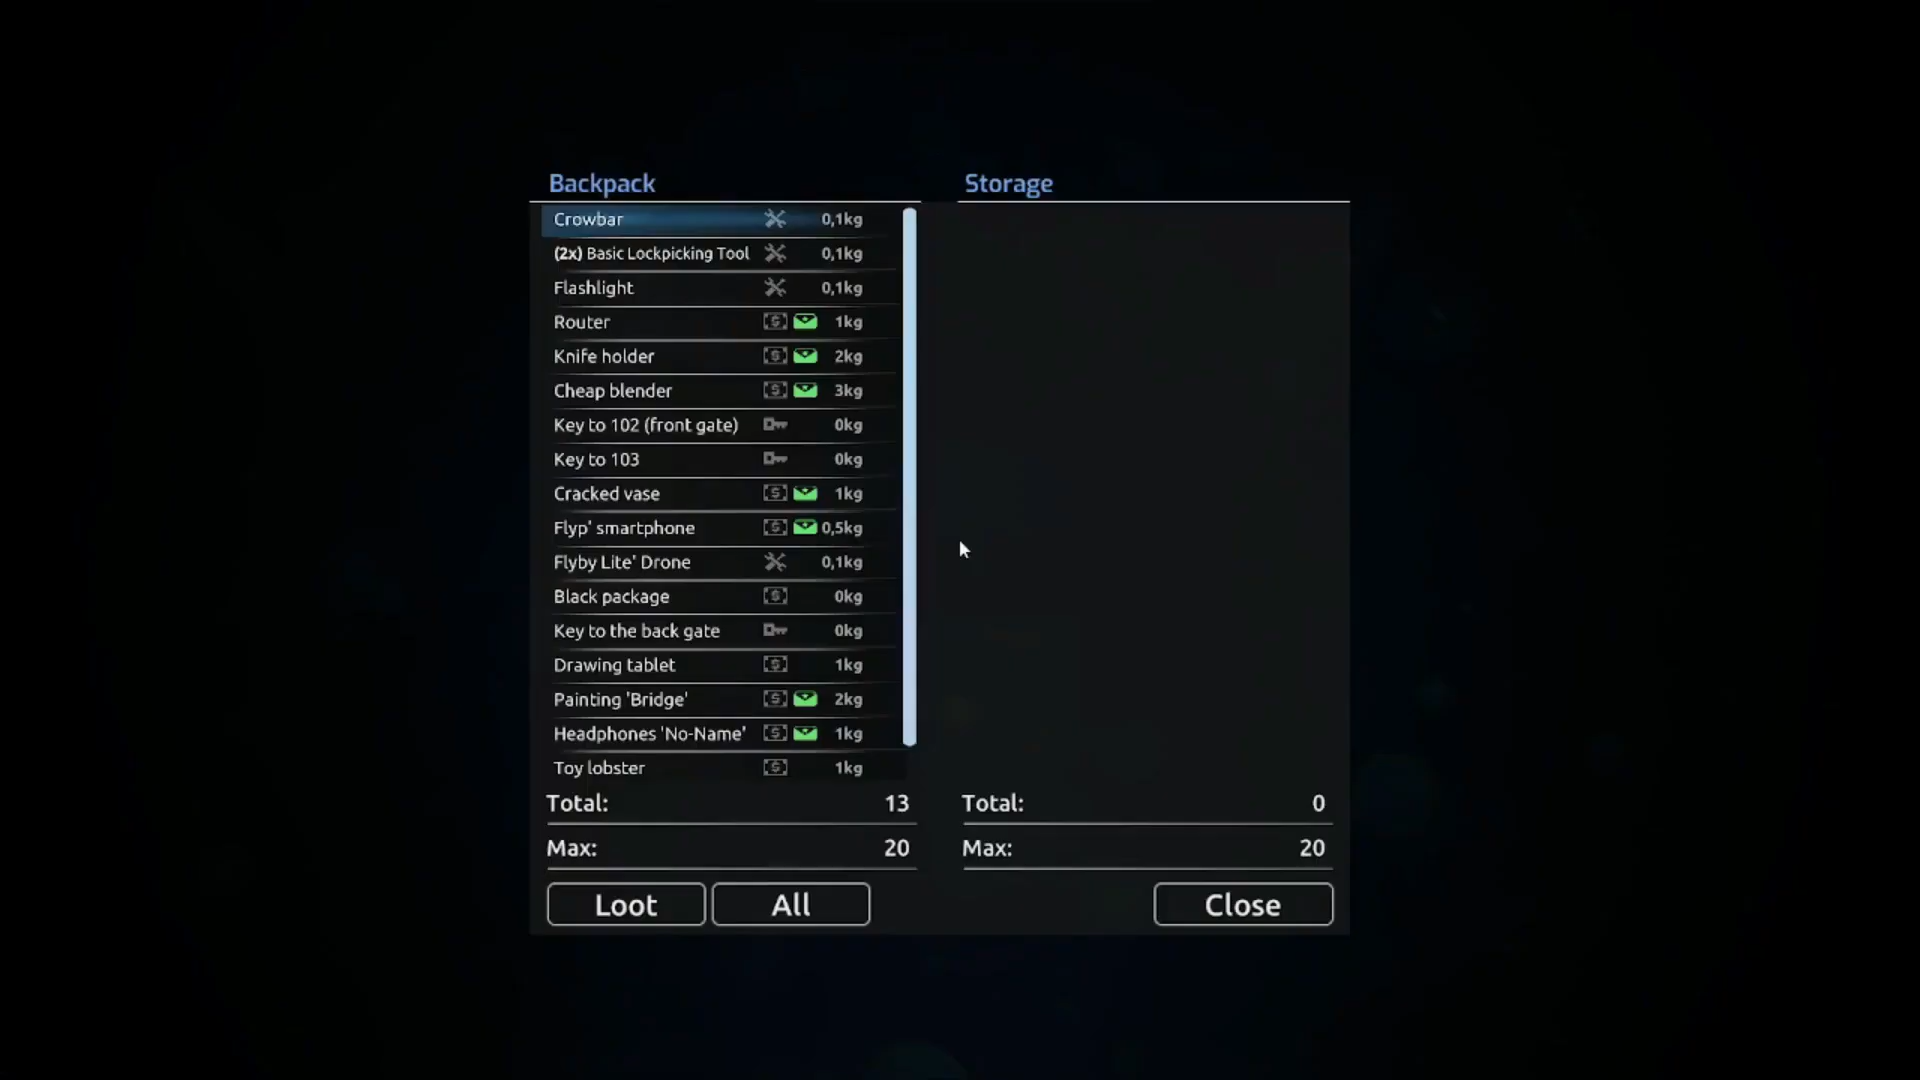 Backpack
Crowbar 0,1kg
(2x) Basic Lockpicking Tool 0,1kg
Flashlight 0,1kg
Router 1kg
Knife holder 2kg
Cheap blender 3kg
Key to 102 (front gate) 0kg
Key to 103 0kg
Cracked vase 1kg
Flyp' smartphone 0,5kg
Flyby Lite' Drone 0,1kg
Black package 0kg
Key to the back gate 0kg
Drawing tablet 1kg
Painting 'Bridge' 2kg
Headphones 'No-Name' 1kg
Toy lobster 1kg
Total: 13
Max: 20
Loot All
Storage
Total: 0
Max: 20
Close